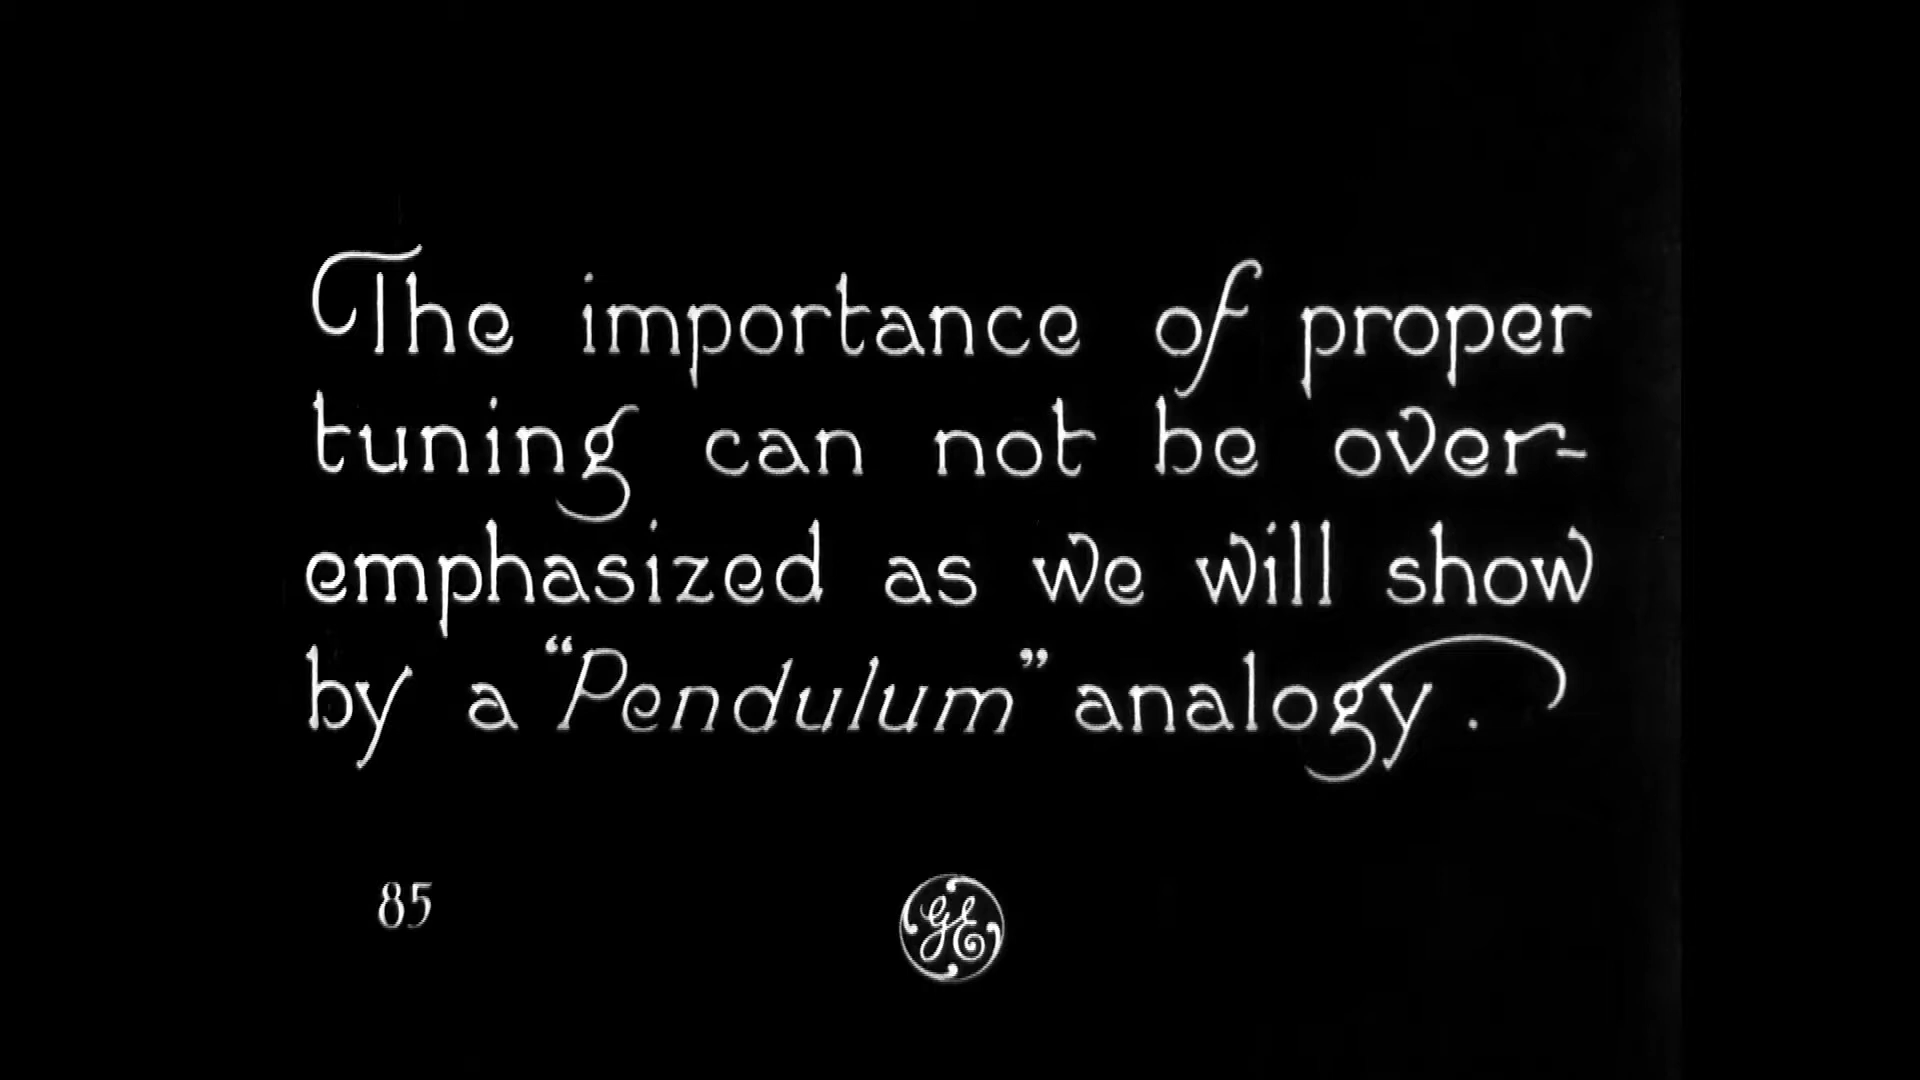 The importance of proper
tuning can not be over-
emphasized as we will show
by a “Pendulum” analogy.
85
GE